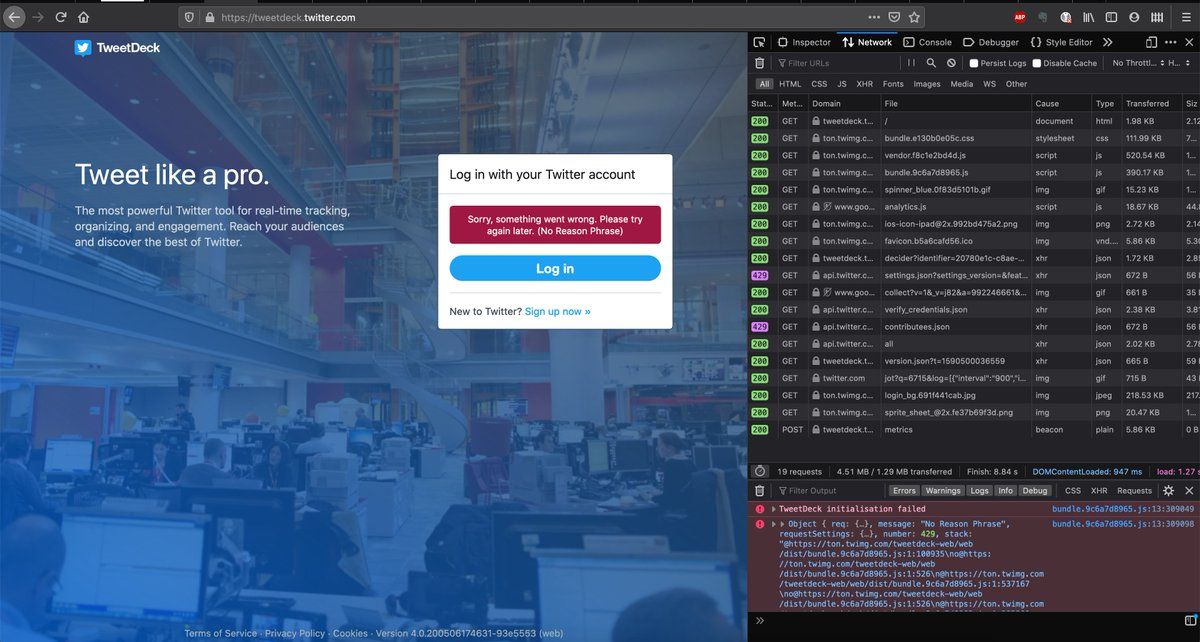 https://tweetdeck.twitter.com
ABP
TweetDeck
Tweet like a pro.
The most powerful Twitter tool for real-time tracking,
organizing, and engagement. Reach your audiences
and discover the best of Twitter.
Log in with your Twitter account
Sorry, something went wrong. Please try
again later. (No Reason Phrase)
Log in
New to Twitter? Sign up now »
Terms of Service · Privacy Policy · Cookies · Version 4.0.200506174631-93e5553 (web)
Inspector Network Console Debugger Style Editor
Filter URLs Persist Logs Disable Cache No Throttl... H...
All HTML CSS JS XHR Fonts Images Media WS Other
Stat... Met... Domain File Cause Type Transferred Siz
200 GET tweetdeck.t... / document html 1.98 KB 2.12
200 GET ton.twimg.c... bundle.e130b0e05c.css stylesheet css 111.99 KB 7...
200 GET ton.twimg.c... vendor.f8c1e2bd4d.js script js 520.54 KB 1...
200 GET ton.twimg.c... bundle.9c6a7d8965.js script js 390.17 KB 1...
200 GET ton.twimg.c... spinner_blue.0f83d5101b.gif img gif 15.23 KB 1...
200 GET www.goo... analytics.js script js 18.67 KB 44.
200 GET ton.twimg.c... ios-icon-ipad@2x.992bd475a2.png img png 2.72 KB 2.14
200 GET ton.twimg.c... favicon.b5a6cafd56.ico img vnd.... 5.86 KB 5.3
200 GET tweetdeck.t... decider?identifier=20780e1c-c8ae-... xhr json 1.72 KB 2.8
429 GET api.twitter.c... settings.json?settings_version=&feat... xhr json 672 B 56
200 GET www.goo... collect?v=1&_v=j82&a=992246661&... img gif 661 B 35
200 GET api.twitter.c... verify_credentials.json xhr json 2.38 KB 3.8
429 GET api.twitter.c... contributees.json xhr json 672 B 56
200 GET api.twitter.c... all xhr json 2.02 KB 2.7
200 GET tweetdeck.t... version.json?t=1590500036559 xhr json 665 B 59
200 GET twitter.com jot?q=6715&log=[{"interval":"900","i... img gif 715 B 43
200 GET ton.twimg.c... login_bg.691f441cab.jpg img jpeg 218.53 KB 217.
200 GET ton.twimg.c... sprite_sheet_@2x.fe37b69f3d.png img png 20.47 KB 1...
200 POST tweetdeck.t... metrics beacon plain 5.86 KB 0 B
19 requests 4.51 MB / 1.29 MB transferred Finish: 8.84 s DOMContentLoaded: 947 ms load: 1.27
Filter Output Errors Warnings Logs Info Debug CSS XHR Requests
TweetDeck initialisation failed bundle.9c6a7d8965.js:13:309049
Object { req: {…}, message: "No Reason Phrase", bundle.9c6a7d8965.js:13:309098
requestSettings: {…}, number: 429, stack:
"@https://ton.twimg.com/tweetdeck-web/web
/dist/bundle.9c6a7d8965.js:1:100935\no@https:
//ton.twimg.com/tweetdeck-web/web
/dist/bundle.9c6a7d8965.js:1:526\n@https://ton.twimg.com
/tweetdeck-web/web/dist/bundle.9c6a7d8965.js:1:537167
\no@https://ton.twimg.com/tweetdeck-web/web
/dist/bundle.9c6a7d8965.js:1:526\n@https://ton.twimg.com